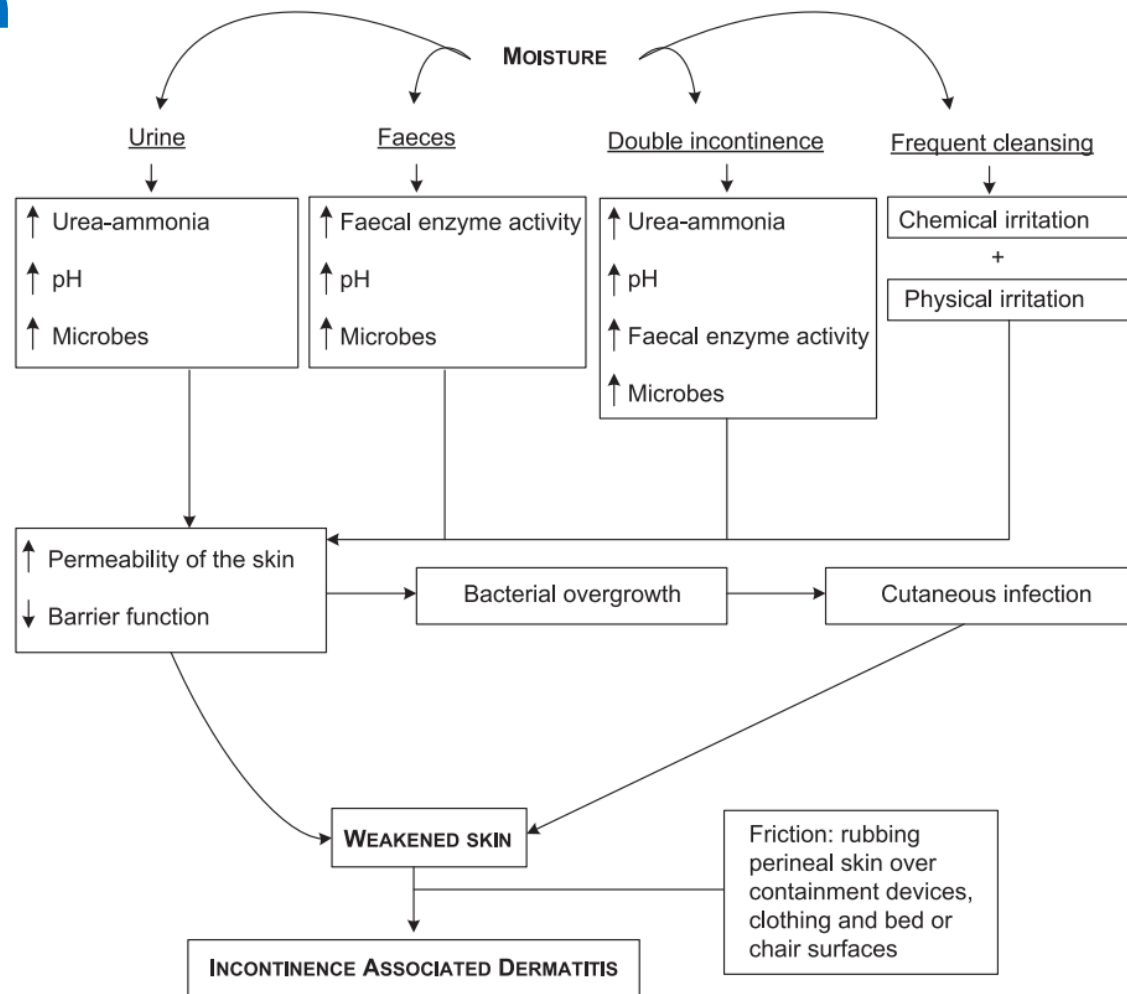 MOISTURE
Urine
Faeces
Double incontinence
Frequent cleansing
↑ Urea-ammonia
↑ pH
↑ Microbes
↑ Faecal enzyme activity
↑ pH
↑ Microbes
↑ Urea-ammonia
↑ pH
↑ Faecal enzyme activity
↑ Microbes
Chemical irritation
+
Physical irritation
↑ Permeability of the skin
↓ Barrier function
Bacterial overgrowth
Cutaneous infection
WEAKENED SKIN
Friction: rubbing
perineal skin over
containment devices,
clothing and bed or
chair surfaces
INCONTINENCE ASSOCIATED DERMATITIS